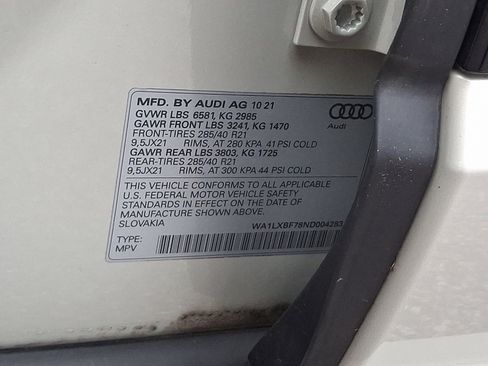 MFD. BY AUDI AG 10 21
GVWR LBS 6581, KG 2985
GAWR FRONT LBS 3241, KG 1470
FRONT-TIRES 285/40 R21
9,5JX21 RIMS, AT 280 KPA 41 PSI COLD
GAWR REAR LBS 3803, KG 1725
REAR-TIRES 285/40 R21
9,5JX21 RIMS, AT 300 KPA 44 PSI COLD
Audi
THIS VEHICLE CONFORMS TO ALL APPLICABLE
U.S. FEDERAL MOTOR VEHICLE SAFETY
STANDARDS IN EFFECT ON THE DATE OF
MANUFACTURE SHOWN ABOVE.
SLOVAKIA
WA1LXBF78ND004283
TYPE:
MPV